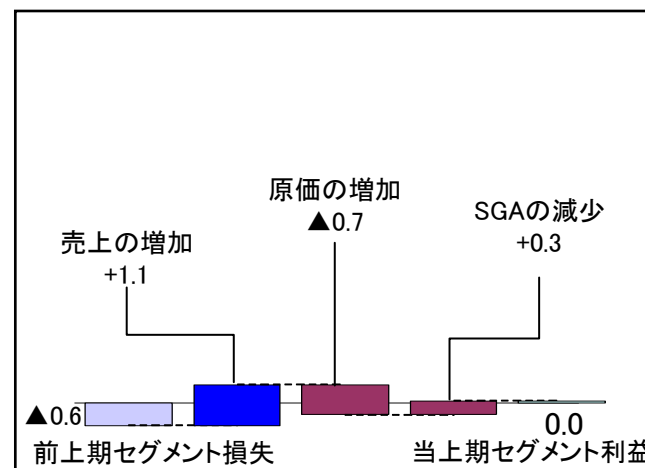 原価の増加
▲0.7
SGAの減少
+0.3
売上の増加
+1.1
▲0.6
0.0
前上期セグメント損失
当上期セグメント利益